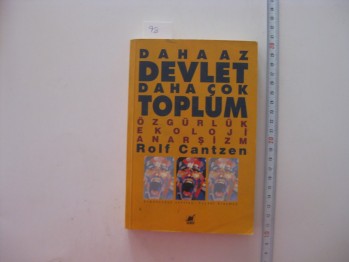 DAHA AZ
DEVLET
DAHA ÇOK
TOPLUM
ÖZGÜRLÜK
EKOLOJİ
ANARŞİZM
Rolf Cantzen